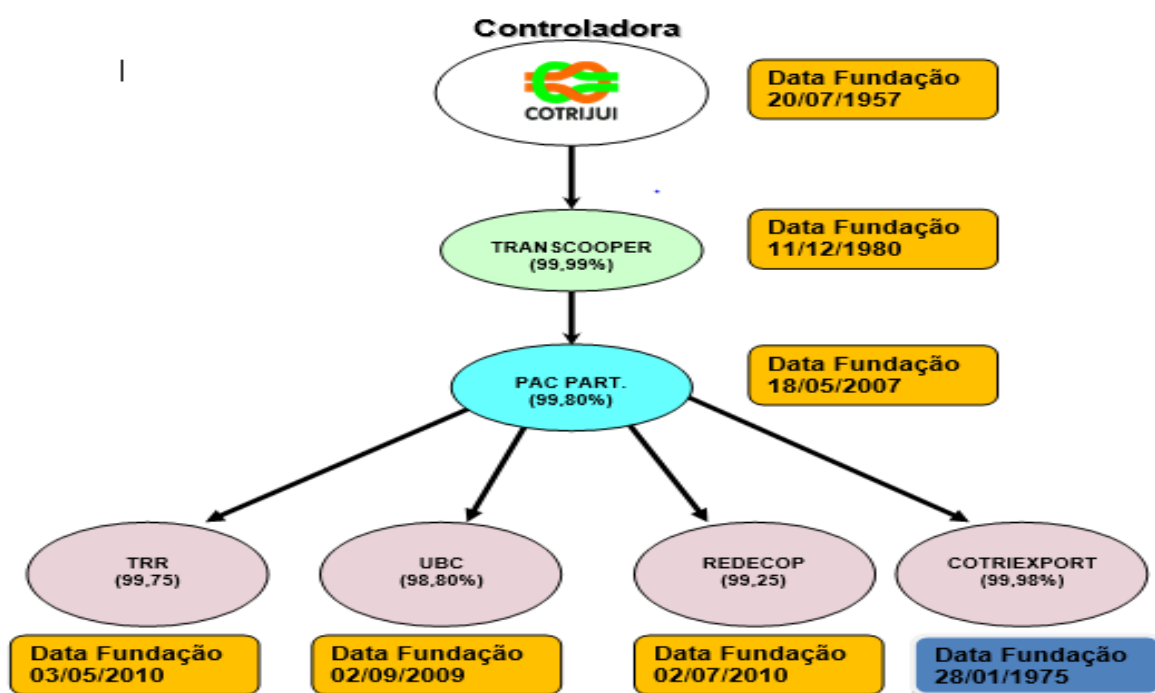 Controladora
COTRIJUI
Data Fundação
20/07/1957
TRANSCOOPER
(99,99%)
Data Fundação
11/12/1980
PAC PART.
(99,80%)
Data Fundação
18/05/2007
TRR
(99,75)
UBC
(98,80%)
REDECOP
(99,25)
COTRIEXPORT
(99,98%)
Data Fundação
03/05/2010
Data Fundação
02/09/2009
Data Fundação
02/07/2010
Data Fundação
28/01/1975